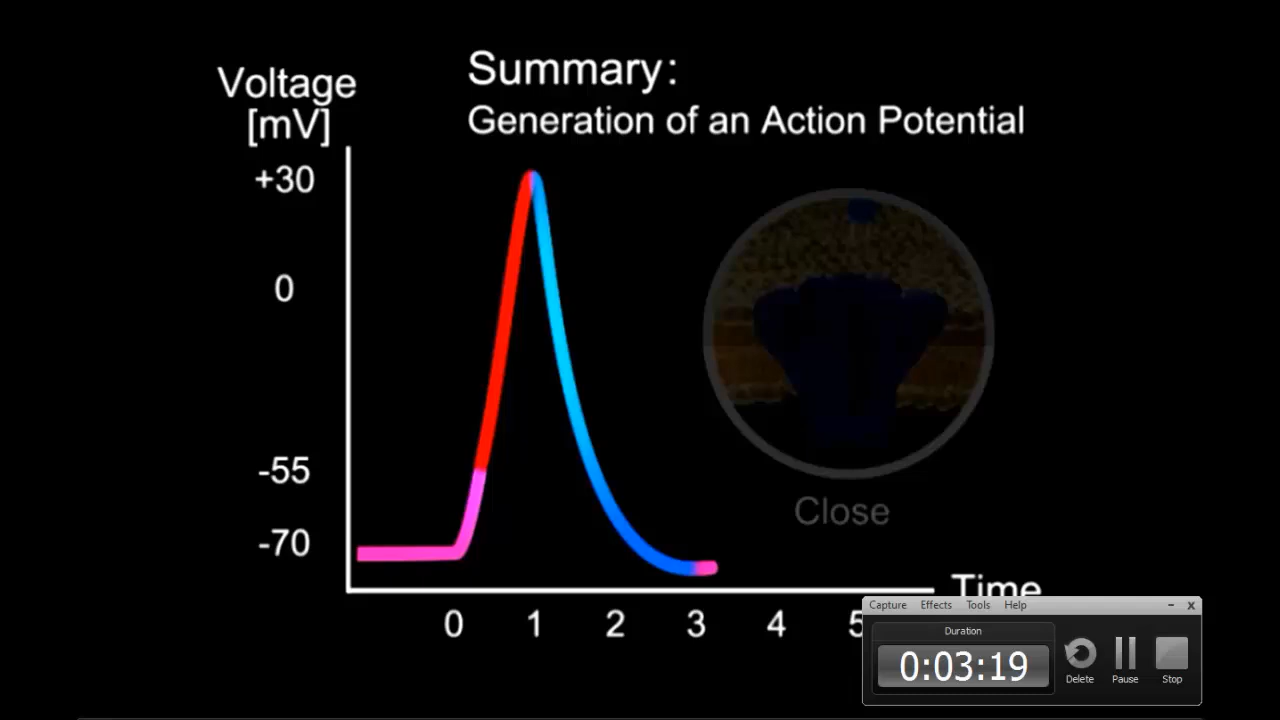 Summary:
Generation of an Action Potential
Voltage
[mV]
+30
0
-55
-70
Close
Time
0 1 2 3 4 5
Capture Effects Tools Help
Duration
0:03:19
Delete Pause Stop